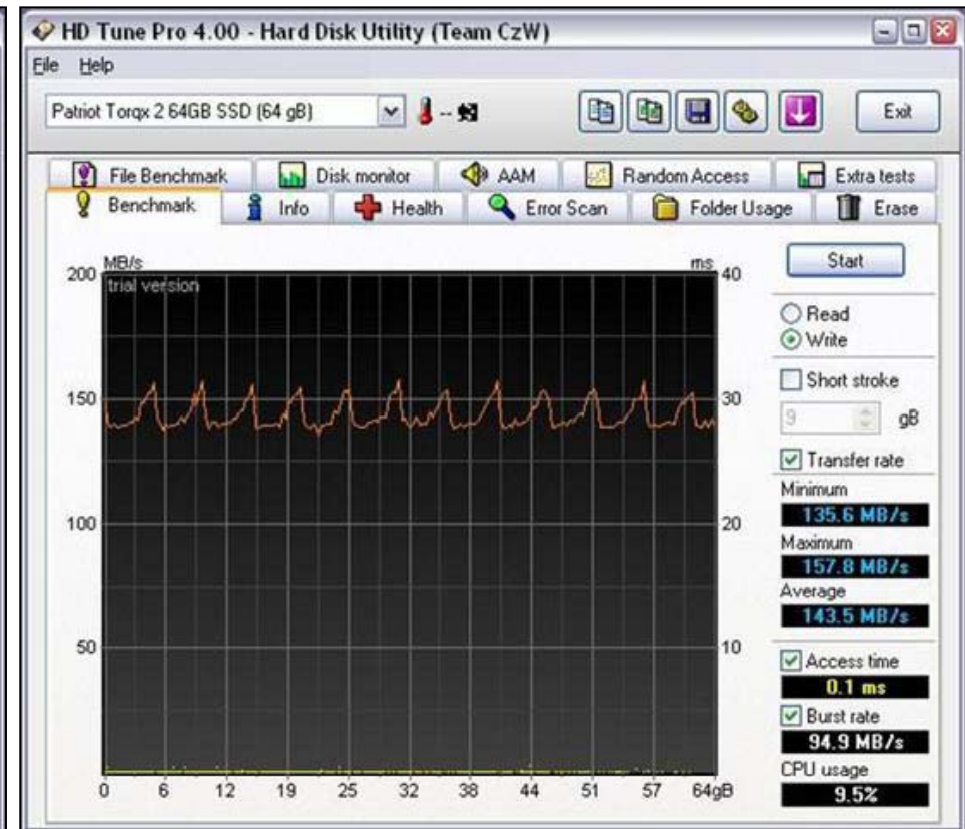 HD Tune Pro 4.00 - Hard Disk Utility (Team CzW)
File Help
Patriot Torqx 2 64GB SSD (64 gB) -- Exit
File Benchmark Disk monitor AAM Random Access Extra tests
Benchmark Info Health Error Scan Folder Usage Erase
MB/s ms
trial version
200
150
100
50
40
30
20
10
0 6 12 19 25 32 38 44 51 57 64gB
Start
Read
Write
Short stroke
9 gB
Transfer rate
Minimum
135.6 MB/s
Maximum
157.8 MB/s
Average
143.5 MB/s
Access time
0.1 ms
Burst rate
94.9 MB/s
CPU usage
9.5%